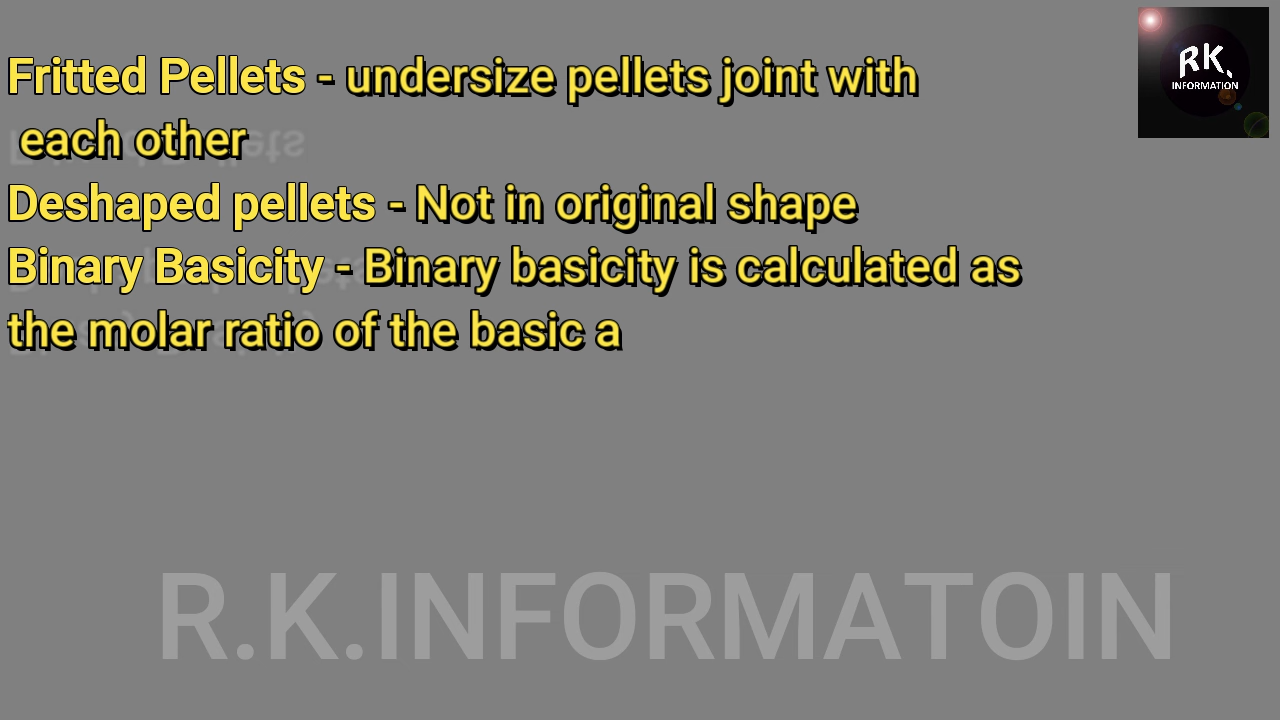 RK.
INFORMATION
Fritted Pellets - undersize pellets joint with
each other
Deshaped pellets - Not in original shape
Binary Basicity - Binary basicity is calculated as
the molar ratio of the basic a
R.K.INFORMATOIN